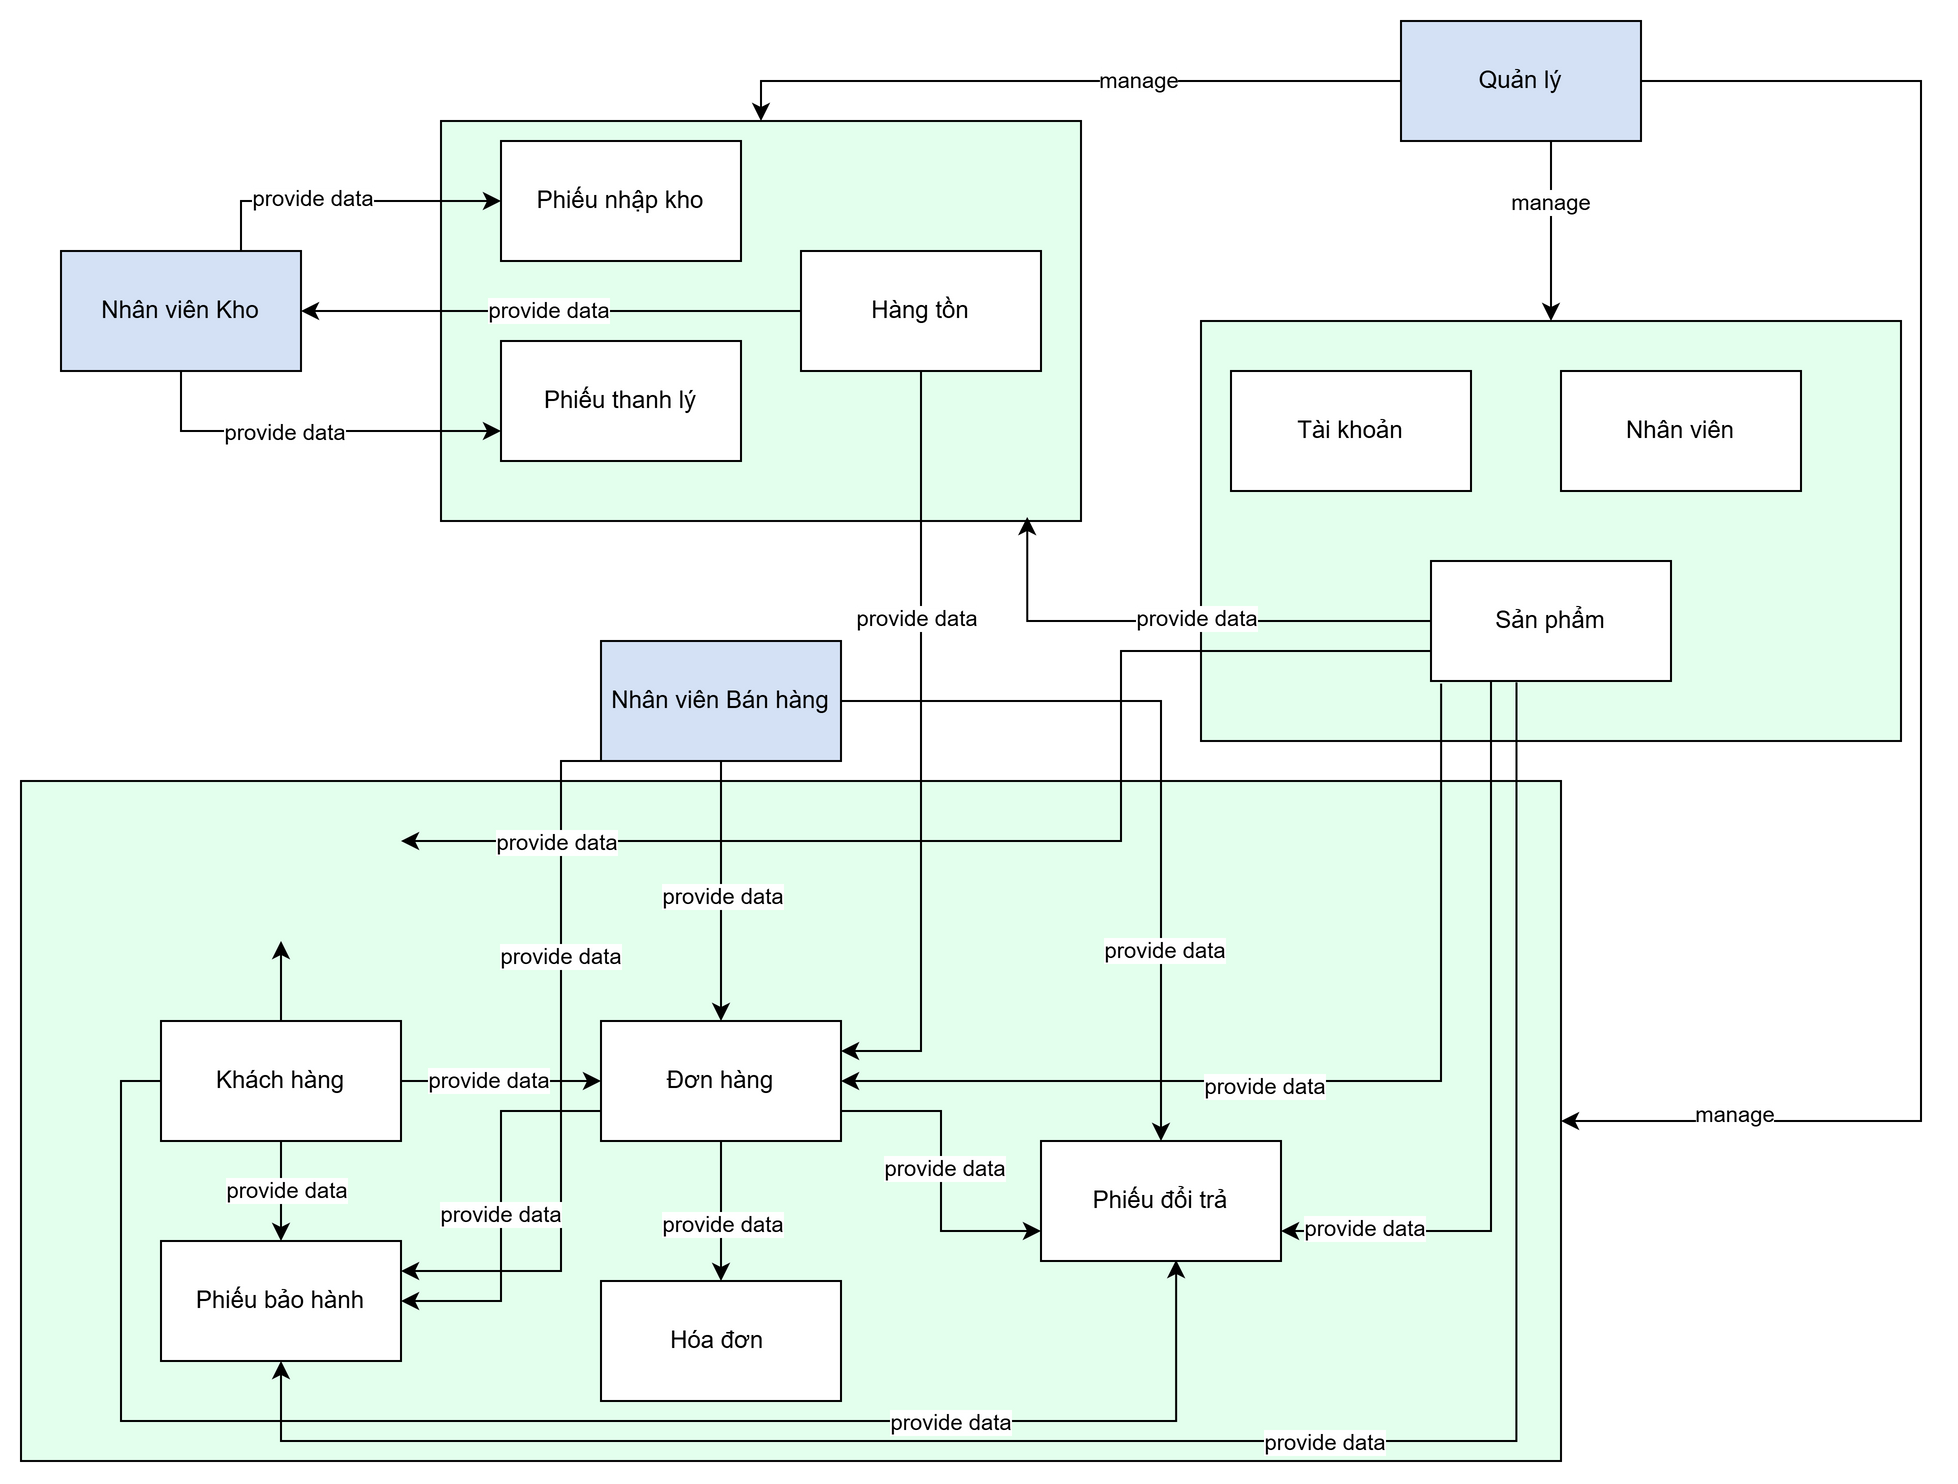 Quản lý
manage
Phiếu nhập kho
provide data
manage
Nhân viên Kho
provide data
Hàng tồn
Phiếu thanh lý
provide data
Tài khoản
Nhân viên
provide data
provide data
Sản phẩm
Nhân viên Bán hàng
provide data
provide data
provide data
provide data
Khách hàng
provide data
Đơn hàng
provide data
manage
provide data
provide data
Phiếu đổi trả
provide data
provide data
provide data
Phiếu bảo hành
Hóa đơn
provide data
provide data